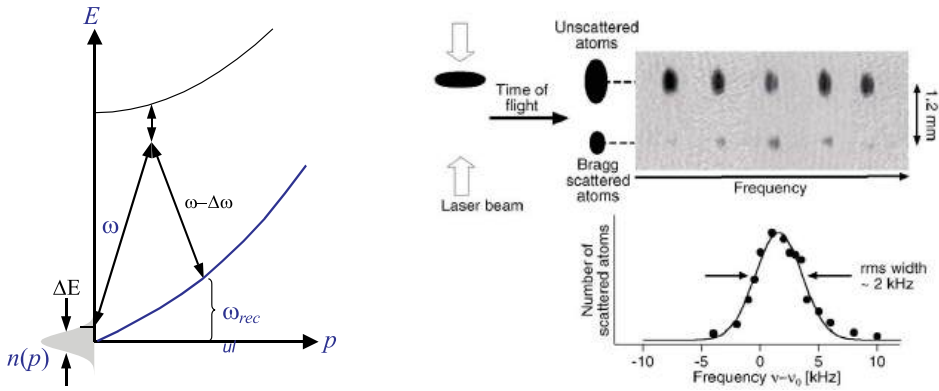 E
ω
ω−Δω
ΔE
ω_rec
n(p)
ul
p
Unscattered
atoms
Time of
flight
Bragg
scattered
atoms
Laser beam
1.2 mm
Frequency
Number of
scattered atoms
rms width
~ 2 kHz
-10 -5 0 5 10
Frequency ν−ν₀ [kHz]